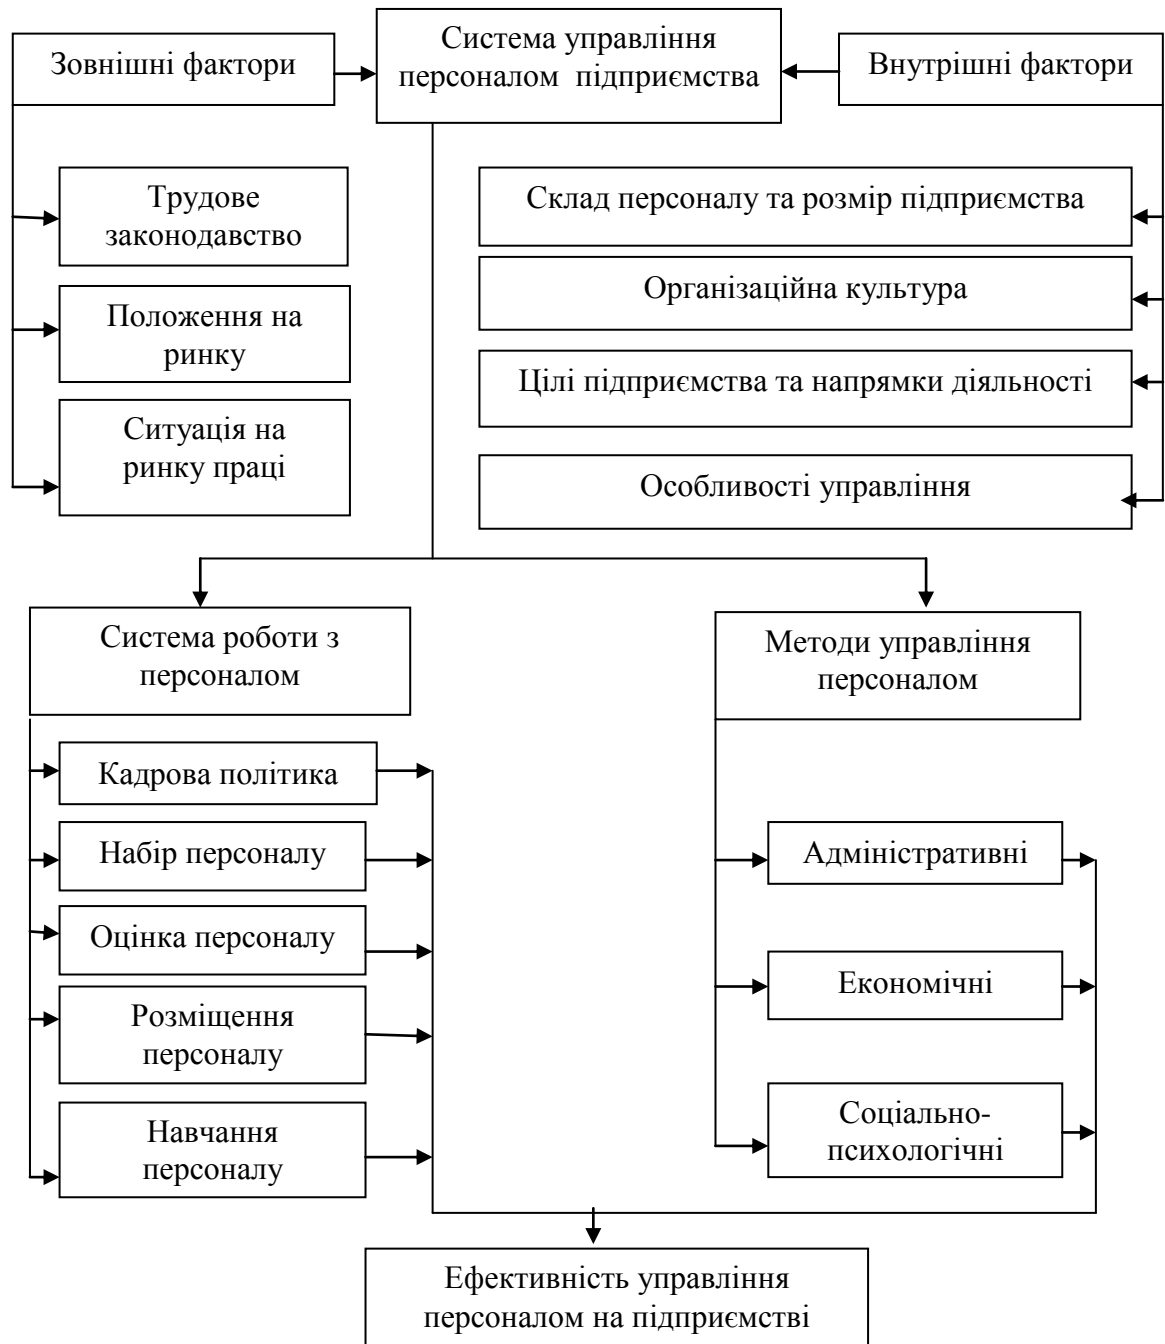 Зовнішні фактори
Система управління
персоналом підприємства
Внутрішні фактори
Трудове
законодавство
Положення на
ринку
Ситуація на
ринку праці
Склад персоналу та розмір підприємства
Організаційна культура
Цілі підприємства та напрямки діяльності
Особливості управління
Система роботи з
персоналом
Кадрова політика
Набір персоналу
Оцінка персоналу
Розміщення
персоналу
Навчання
персоналу
Методи управління
персоналом
Адміністративні
Економічні
Соціально-
психологічні
Ефективність управління
персоналом на підприємстві